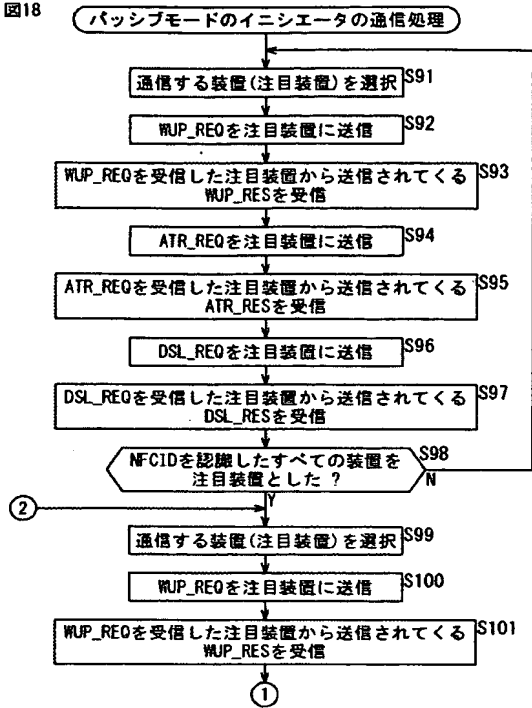 図18
パッシブモードのイニシエータの通信処理
通信する装置(注目装置)を選択 S91
WUP_REQを注目装置に送信 S92
WUP_REQを受信した注目装置から送信されてくる S93
WUP_RESを受信
ATR_REQを注目装置に送信 S94
ATR_REQを受信した注目装置から送信されてくる S95
ATR_RESを受信
DSL_REQを注目装置に送信 S96
DSL_REQを受信した注目装置から送信されてくる S97
DSL_RESを受信
NFCIDを認識したすべての装置を S98
注目装置とした ? N
Y
2
通信する装置(注目装置)を選択 S99
WUP_REQを注目装置に送信 S100
WUP_REQを受信した注目装置から送信されてくる S101
WUP_RESを受信
1